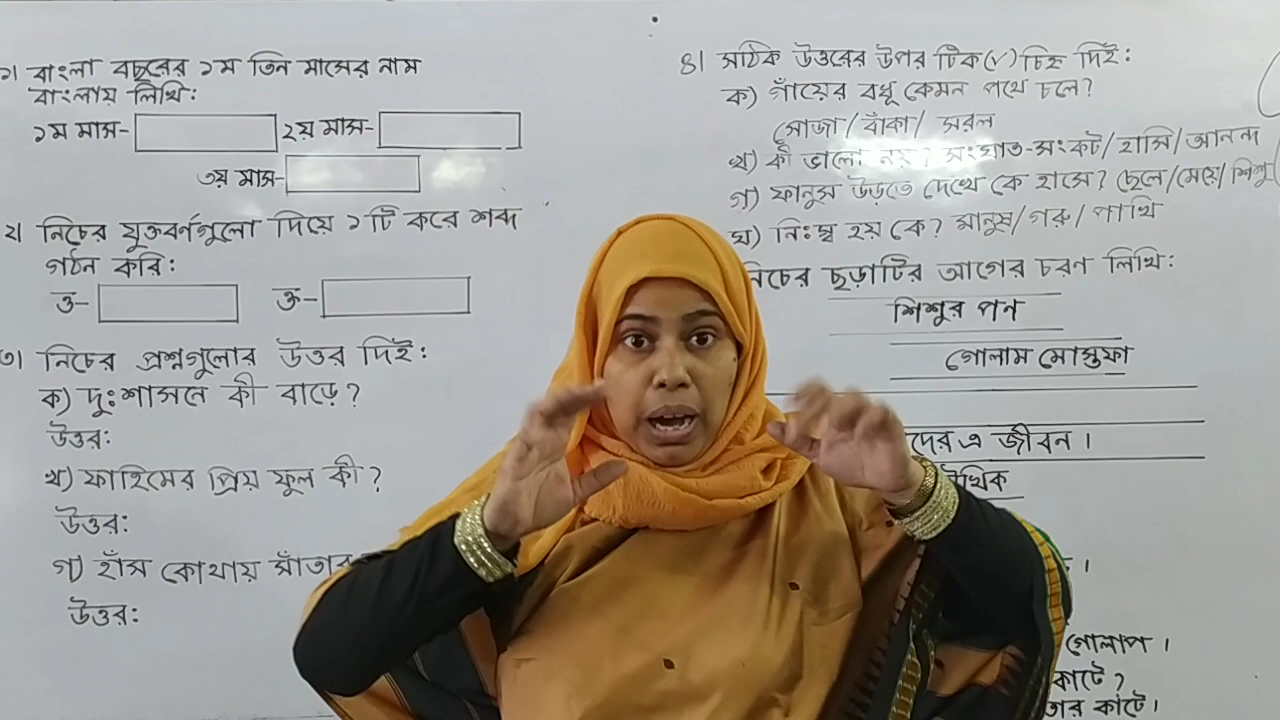 ১। বাংলা বছরের ১ম তিন মাসের নাম
বাংলায় লিখি:
১ম মাস- ২য় মাস-
৩য় মাস-
২। নিচের যুক্তবর্ণগুলো দিয়ে ১টি করে শব্দ
গঠন করি:
ত্ত- ক্ত-
৩। নিচের প্রশ্নগুলোর উত্তর দিই:
ক) দুঃশাসনে কী বাড়ে?
উত্তর:
খ) ফাহিমের প্রিয় ফুল কী?
উত্তর:
গ) হাঁস কোথায় সাঁতার
উত্তর:
৪। সঠিক উত্তরের উপর টিক(√) চিহ্ন দিই:
ক) গাঁয়ের বধূ কেমন পথে চলে?
সোজা/বাঁকা/ সরল
খ) কী ভালো নয়? সংঘাত-সংকট/হাসি/আনন্দ
গ) ফানুস উড়তে দেখে কে হাসে? ছেলে/মেয়ে/শিশু
ঘ) নিঃস্ব হয় কে? মানুষ/গরু/পাখি
নিচের ছড়াটির আগের চরণ লিখি:
শিশুর পণ
গোলাম মোস্তফা
দের এ জীবন।
খিক
।
গোলাপ।
কাটে?
তার কাটে।